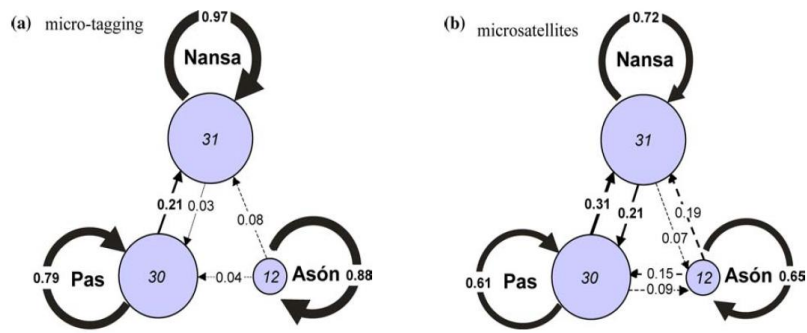 (a) micro-tagging
0.97
Nansa
31
0.21
0.03
0.08
0.79
Pas
30
0.04
12
Asón
0.88
(b) microsatellites
0.72
Nansa
31
0.31
0.21
0.19
0.07
0.61
Pas
30
0.15
0.09
12
Asón
0.65